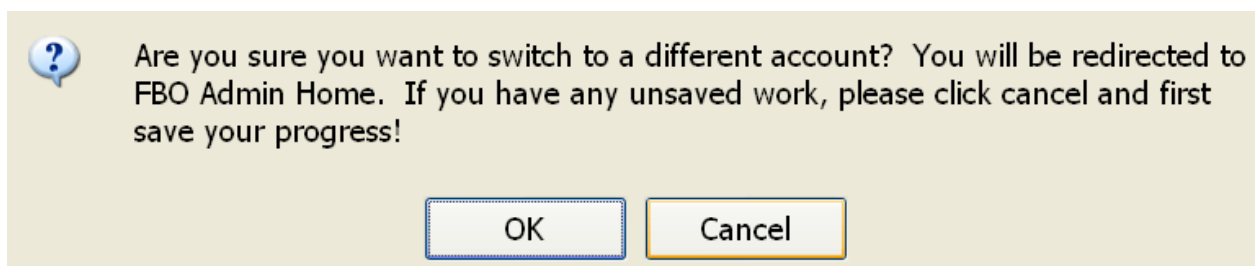 Are you sure you want to switch to a different account?  You will be redirected to
FBO Admin Home.  If you have any unsaved work, please click cancel and first
save your progress!
OK
Cancel